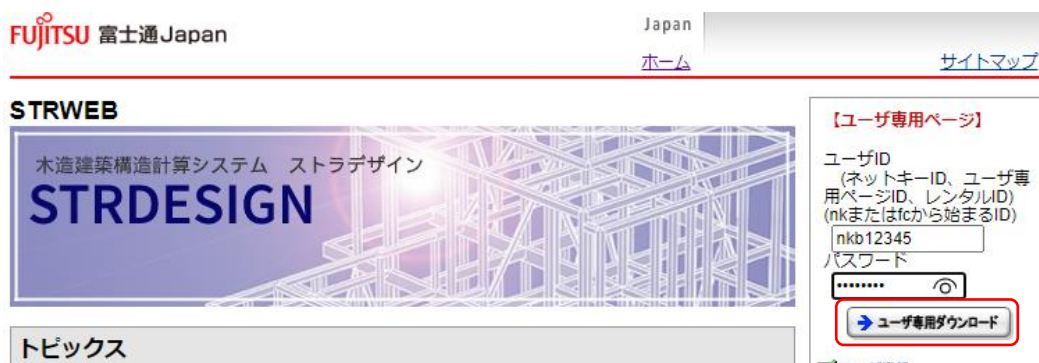 FUJITSU 富士通Japan
Japan
ホーム
サイトマップ
STRWEB
木造建築構造計算システム ストラデザイン
STRDESIGN
トピックス
【ユーザ専用ページ】
ユーザID
(ネットキーID、ユーザ専
用ページID、レンタルID)
(nkまたはfcから始まるID)
nkb12345
パスワード
••••••••
ユーザ専用ダウンロード